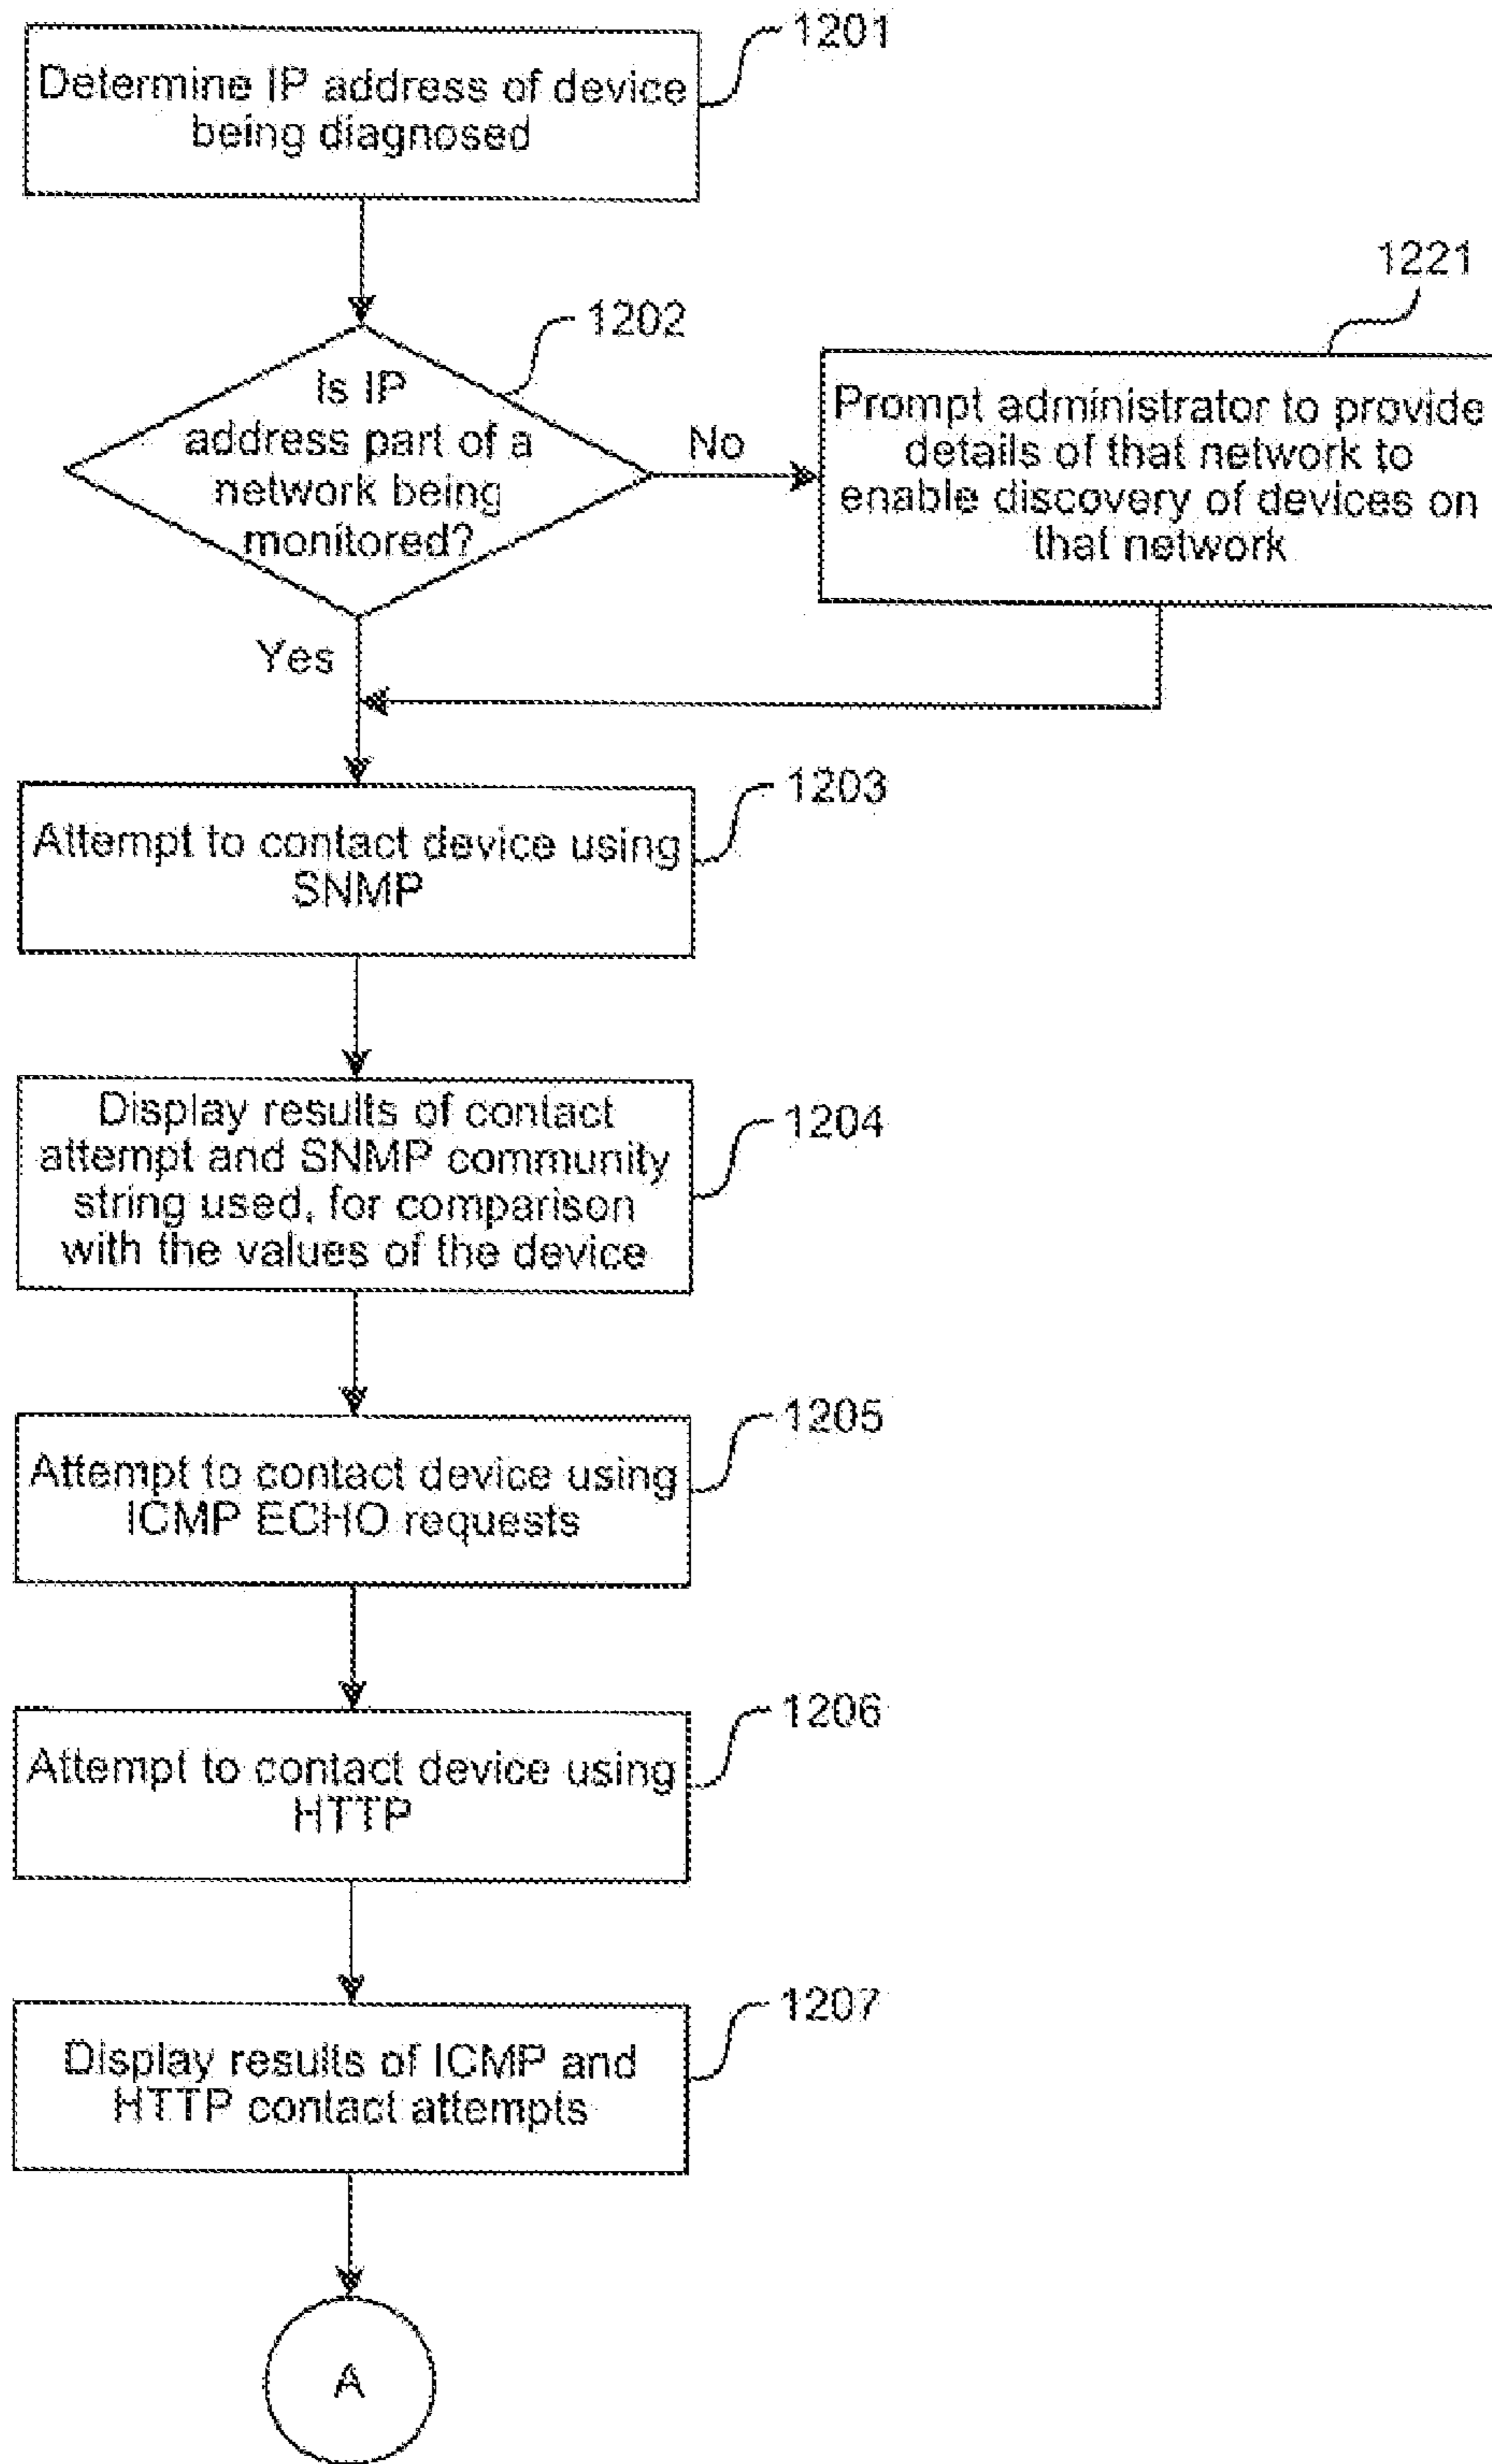 1201
Determine IP address of device
being diagnosed
1221
1202
Is IP
address part of a
network being
monitored?
No
Prompt administrator to provide
details of that network to
enable discovery of devices on
that network
Yes
1203
Attempt to contact device using
SNMP
1204
Display results of contact
attempt and SNMP community
string used, for comparison
with the values of the device
1205
Attempt to contact device using
ICMP ECHO requests
1206
Attempt to contact device using
HTTP
1207
Display results of ICMP and
HTTP contact attempts
A